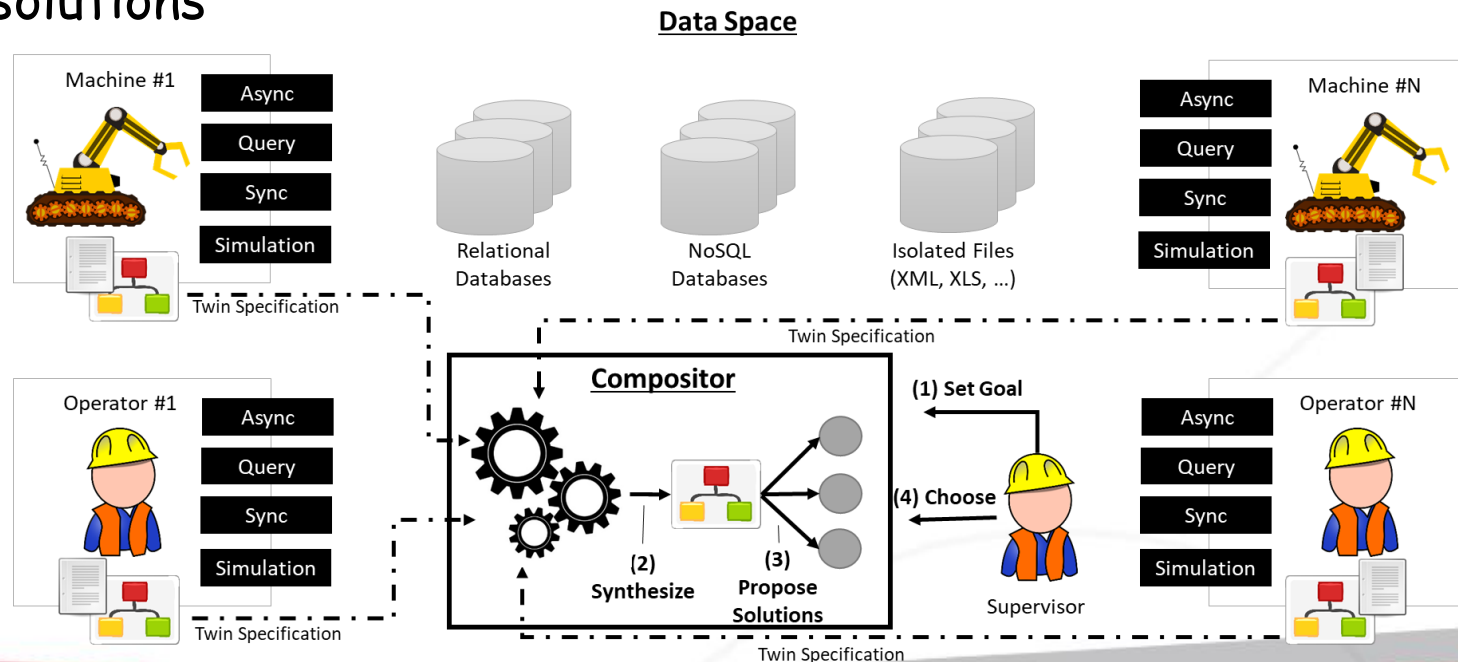 solutions
Data Space
Machine #1
Async
Query
Sync
Simulation
Twin Specification
Relational
Databases
NoSQL
Databases
Isolated Files
(XML, XLS, ...)
Machine #N
Async
Query
Sync
Simulation
Twin Specification
Operator #1
Async
Query
Sync
Simulation
Twin Specification
Compositor
(2)
Synthesize
(3)
Propose
Solutions
(1) Set Goal
(4) Choose
Supervisor
Operator #N
Async
Query
Sync
Simulation
Twin Specification